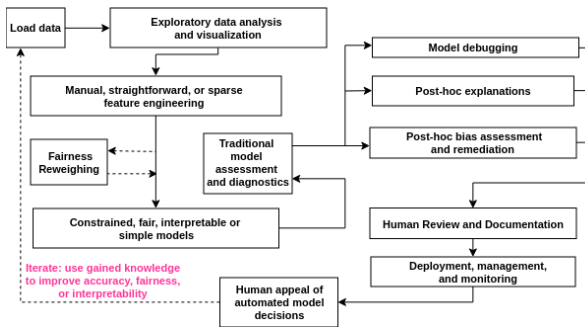 Load data
Exploratory data analysis
and visualization
Manual, straightforward, or sparse
feature engineering
Fairness
Reweighing
Constrained, fair, interpretable or
simple models
Traditional
model
assessment
and diagnostics
Model debugging
Post-hoc explanations
Post-hoc bias assessment
and remediation
Human Review and Documentation
Deployment, management,
and monitoring
Human appeal of
automated model
decisions
Iterate: use gained knowledge
to improve accuracy, fairness,
or interpretability